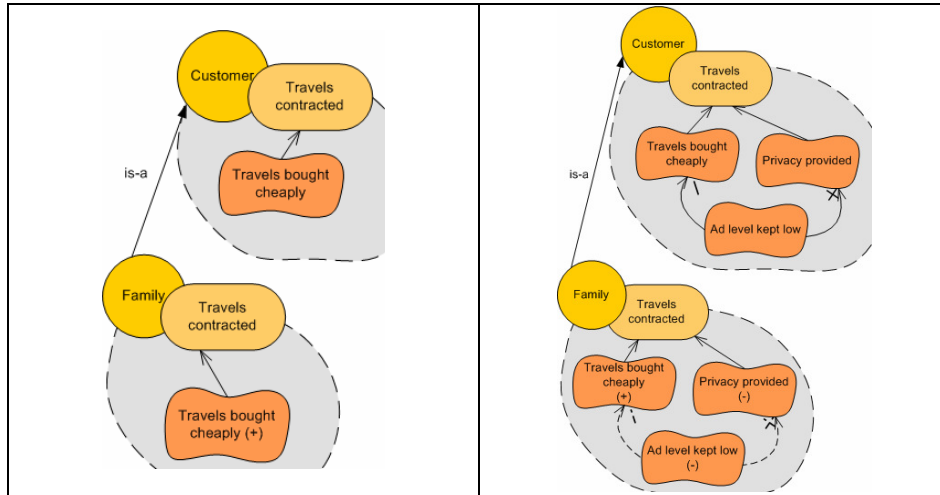 Customer
Travels
contracted
Travels bought
cheaply
is-a
Family
Travels
contracted
Travels bought
cheaply (+)
Customer
Travels
contracted
Travels bought
cheaply
Privacy provided
Ad level kept low
is-a
Family
Travels
contracted
Travels bought
cheaply
(+)
Privacy provided
(-)
Ad level kept low
(-)